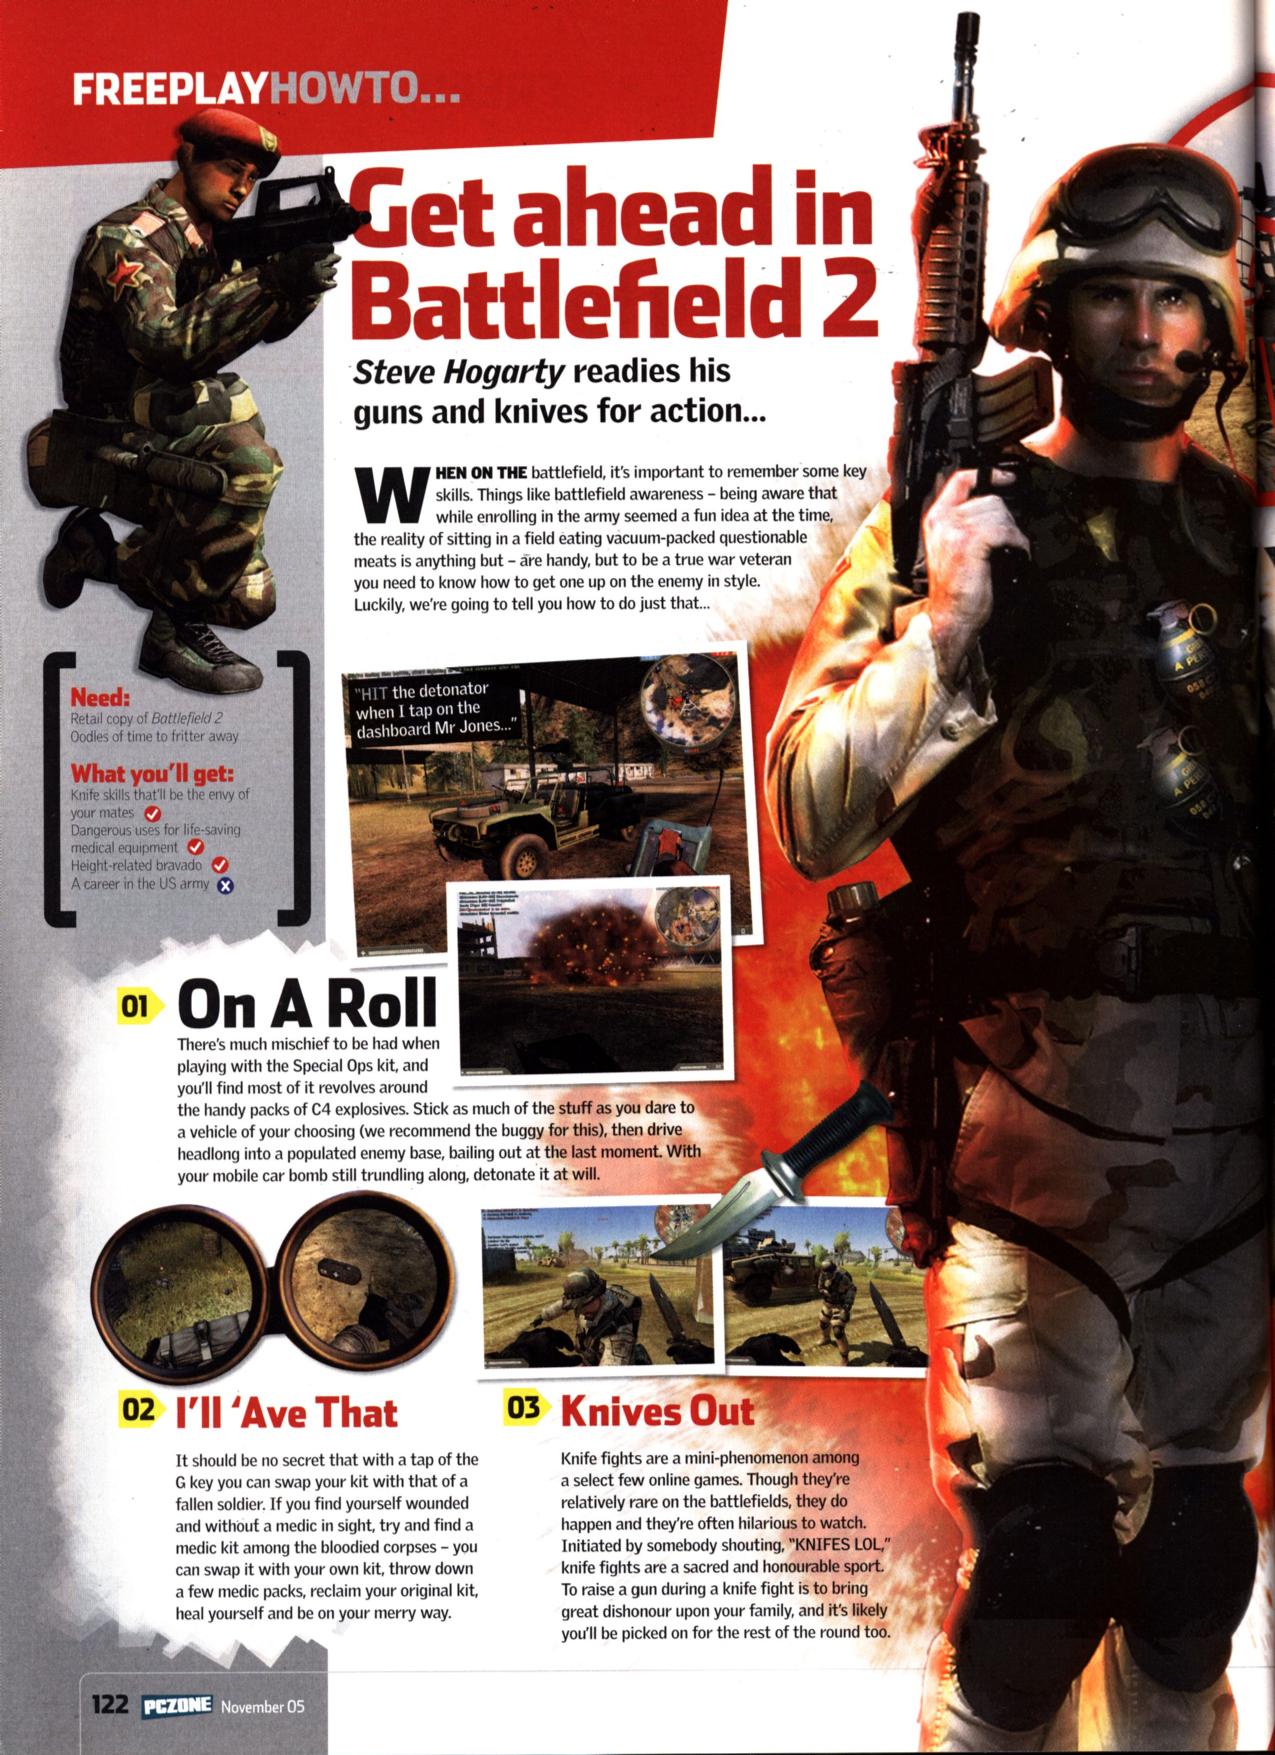 FREEPLAYHOWTO...
Get ahead in
Battlefield 2
Steve Hogarty readies his
guns and knives for action...
WHEN ON THE battlefield, it's important to remember some key
skills. Things like battlefield awareness – being aware that
while enrolling in the army seemed a fun idea at the time,
the reality of sitting in a field eating vacuum-packed questionable
meats is anything but – are handy, but to be a true war veteran
you need to know how to get one up on the enemy in style.
Luckily, we're going to tell you how to do just that...
Need:
Retail copy of Battlefield 2
Oodles of time to fritter away
What you'll get:
Knife skills that'll be the envy of
your mates
Dangerous uses for life-saving
medical equipment
Height-related bravado
A career in the US army
"HIT the detonator
when I tap on the
dashboard Mr Jones..."
01 On A Roll
There's much mischief to be had when
playing with the Special Ops kit, and
you'll find most of it revolves around
the handy packs of C4 explosives. Stick as much of the stuff as you dare to
a vehicle of your choosing (we recommend the buggy for this), then drive
headlong into a populated enemy base, bailing out at the last moment. With
your mobile car bomb still trundling along, detonate it at will.
02 I'll 'Ave That
It should be no secret that with a tap of the
G key you can swap your kit with that of a
fallen soldier. If you find yourself wounded
and without a medic in sight, try and find a
medic kit among the bloodied corpses – you
can swap it with your own kit, throw down
a few medic packs, reclaim your original kit,
heal yourself and be on your merry way.
03 Knives Out
Knife fights are a mini-phenomenon among
a select few online games. Though they're
relatively rare on the battlefields, they do
happen and they're often hilarious to watch.
Initiated by somebody shouting, "KNIFES LOL,"
knife fights are a sacred and honourable sport.
To raise a gun during a knife fight is to bring
great dishonour upon your family, and it's likely
you'll be picked on for the rest of the round too.
122 PCZONE November 05